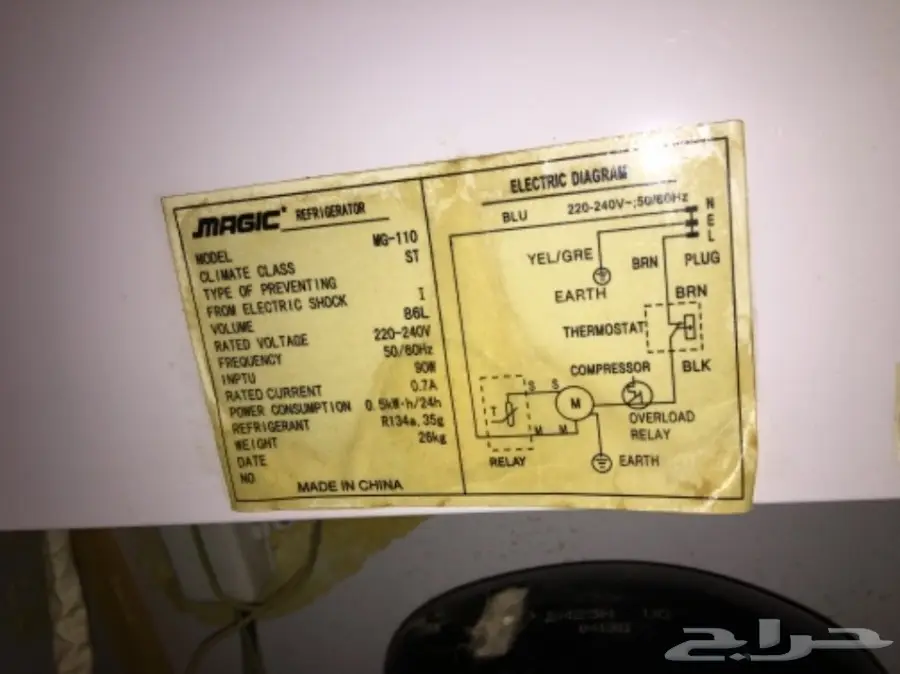 MAGIC REFRIGERATOR
MODEL MG-110
CLIMATE CLASS ST
TYPE OF PREVENTING
FROM ELECTRIC SHOCK I
VOLUME 86L
RATED VOLTAGE 220-240V
FREQUENCY 50/60Hz
INPTU 90W
RATED CURRENT 0.7A
POWER CONSUMPTION 0.5kW·h/24h
REFRIGERANT R134a,35g
WEIGHT 26kg
DATE
NO
MADE IN CHINA
ELECTRIC DIAGRAM
BLU 220-240V~;50/60Hz N
E
L
YEL/GRE BRN PLUG
EARTH BRN
THERMOSTAT
COMPRESSOR BLK
S S
T M
OVERLOAD
RELAY
M M
RELAY EARTH
حراج